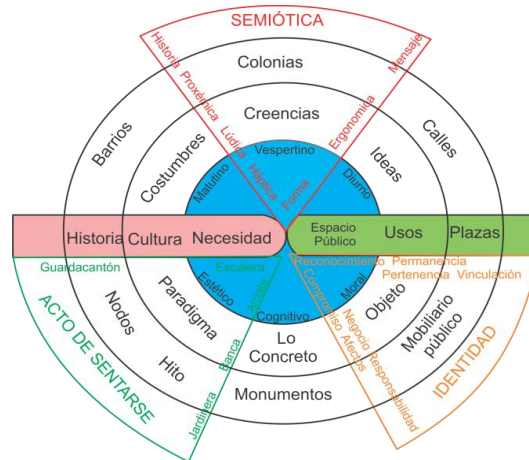 SEMIÓTICA
Historia Proxémica Lúdica Háptica Forma
Ergonomica Mensaje
Colonias
Barrios
Calles
Creencias
Costumbres
Ideas
Vespertino
Matutino
Diurno
Historia Cultura Necesidad
Espacio
Público
Usos Plazas
Guardacantón Escalera
Reconocimiento Permanencia
Pertenencia Vinculación
Jardinera Banca
Compromiso Afectos
Negocio Responsabilidad
Estético
Cognitivo
Moral
Paradigma
Lo
Concreto
Objeto
Nodos
Hito
Monumentos
Mobiliario
público
ACTO DE SENTARSE
IDENTIDAD